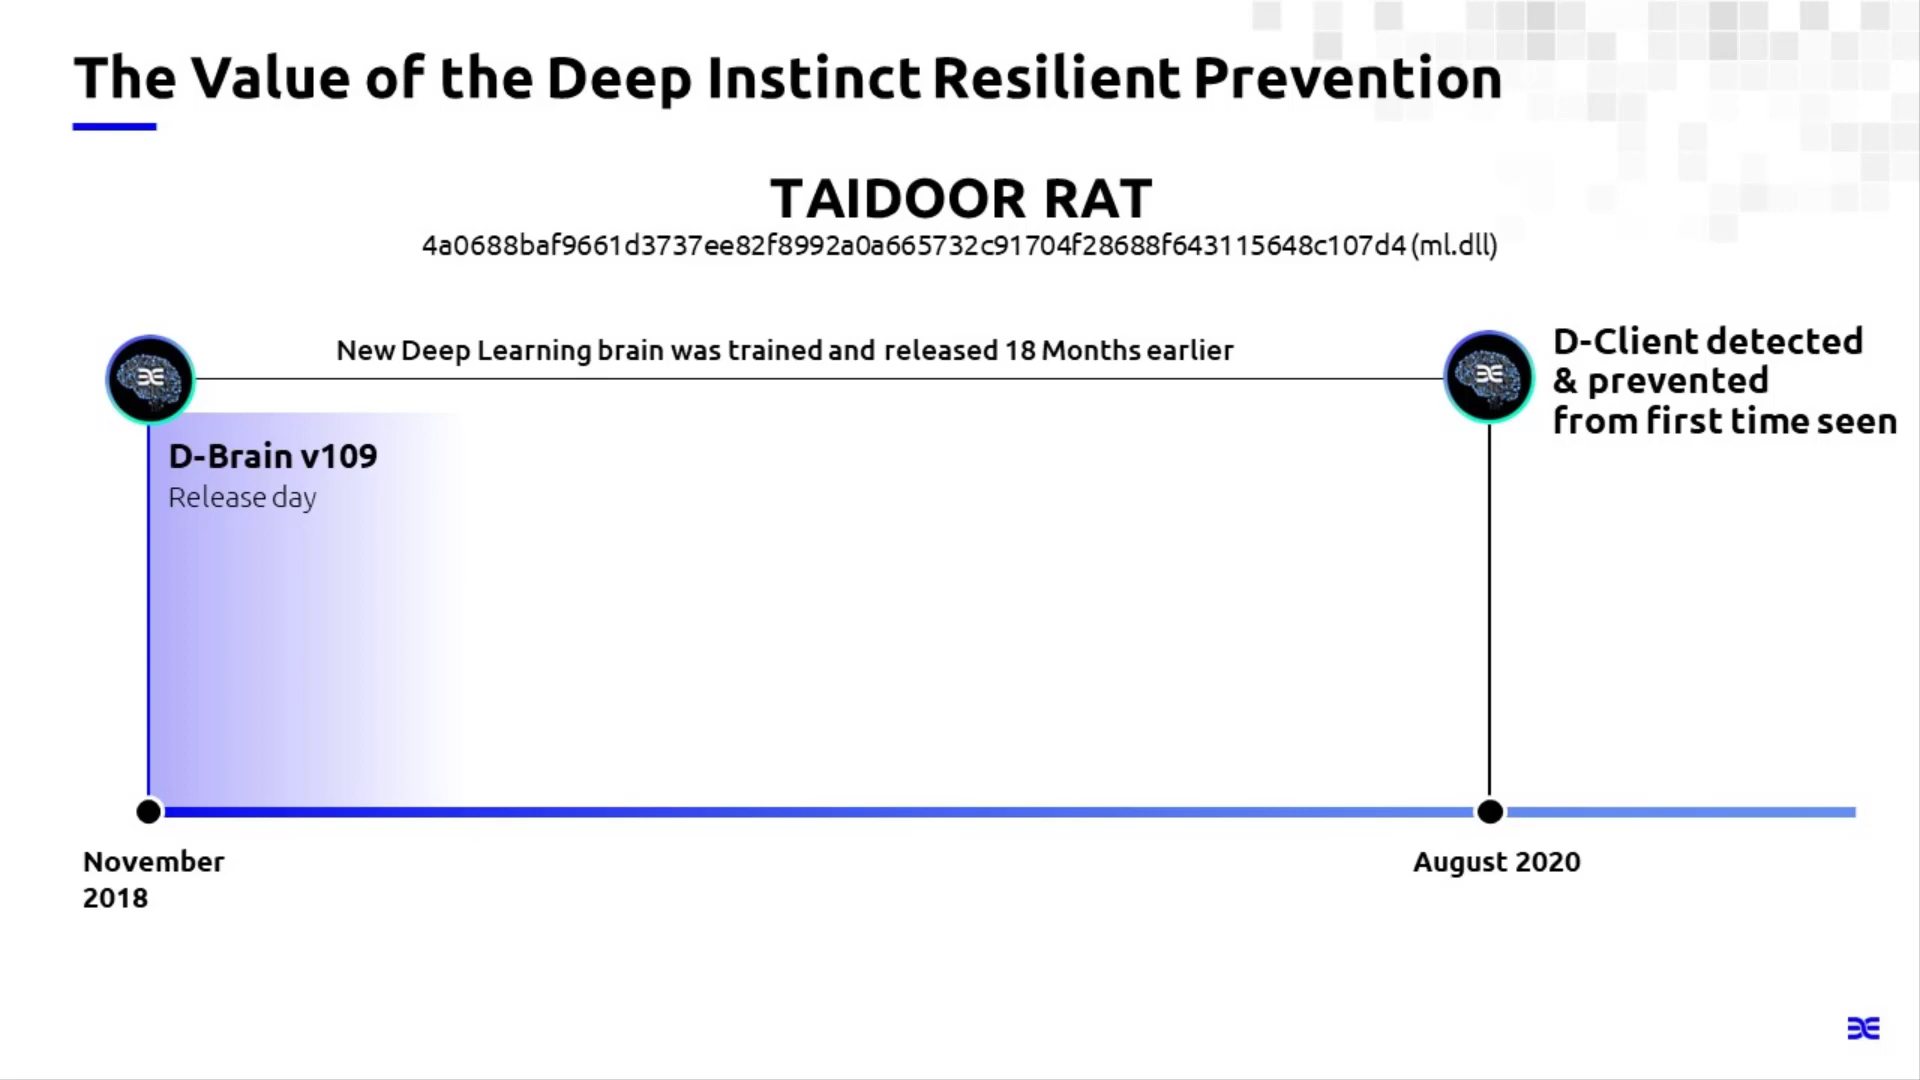 The Value of the Deep Instinct Resilient Prevention
TAIDOOR RAT
4a0688baf9661d3737ee82f8992a0a665732c91704f28688f643115648c107d4 (ml.dll)
New Deep Learning brain was trained and released 18 Months earlier
D-Client detected
& prevented
from first time seen
D-Brain v109
Release day
November
2018
August 2020